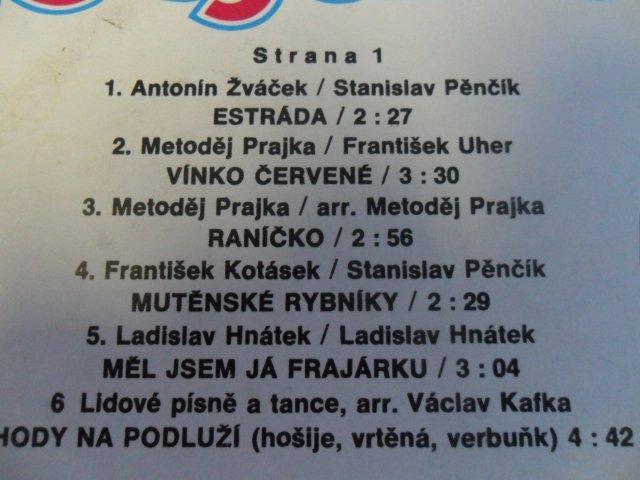 Strana 1
1. Antonín Žváček / Stanislav Pěnčík
ESTRÁDA / 2 : 27
2. Metoděj Prajka / František Uher
VÍNKO ČERVENÉ / 3 : 30
3. Metoděj Prajka / arr. Metoděj Prajka
RANÍČKO / 2 : 56
4. František Kotásek / Stanislav Pěnčík
MUTĚNSKÉ RYBNÍKY / 2 : 29
5. Ladislav Hnátek / Ladislav Hnátek
MĚL JSEM JÁ FRAJÁRKU / 3 : 04
6 Lidové písně a tance, arr. Václav Kafka
HODY NA PODLUŽÍ (hošije, vrtěná, verbuňk) 4 : 42